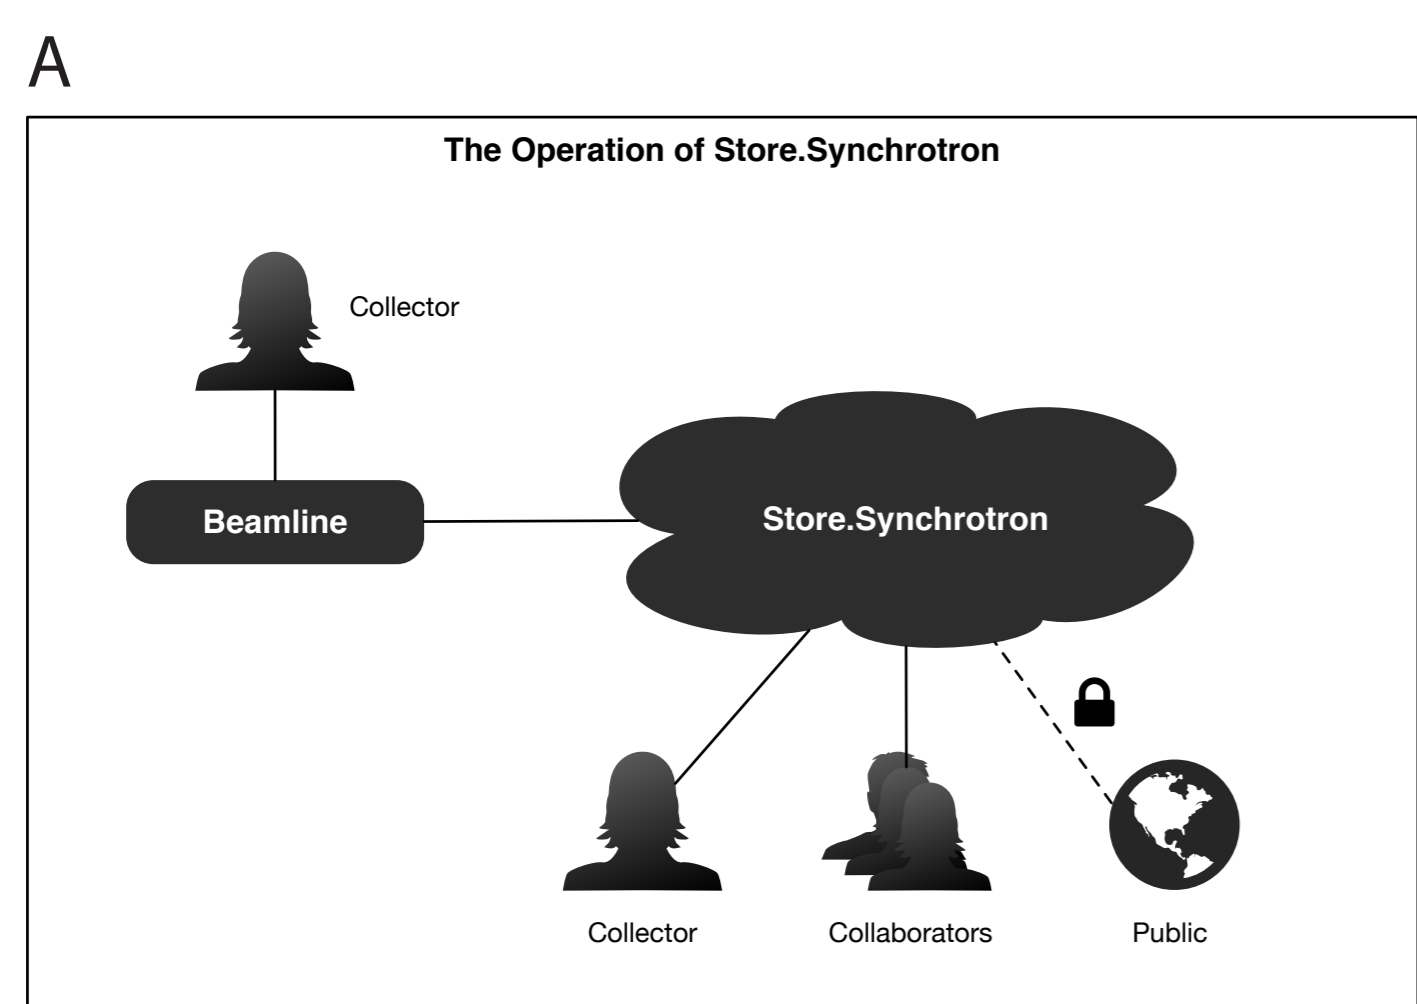 A
The Operation of Store.Synchrotron
Collector
Beamline
Store.Synchrotron
Collector
Collaborators
Public